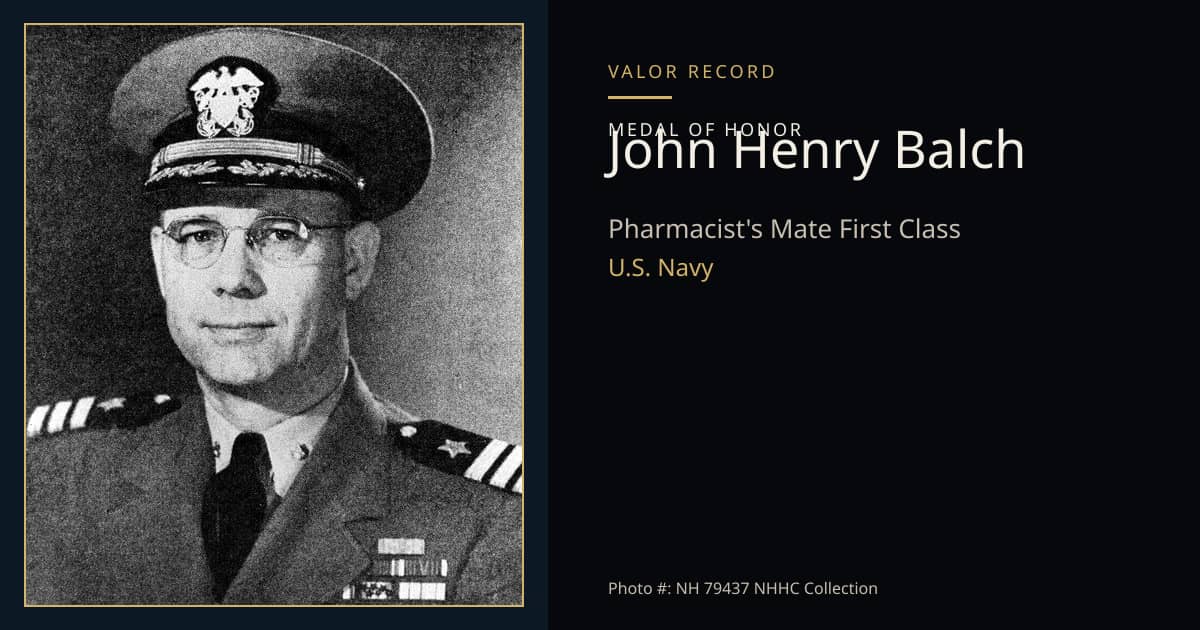 VALOR RECORD
MEDAL OF HONOR
John Henry Balch
Pharmacist's Mate First Class
U.S. Navy
Photo #: NH 79437 NHHC Collection